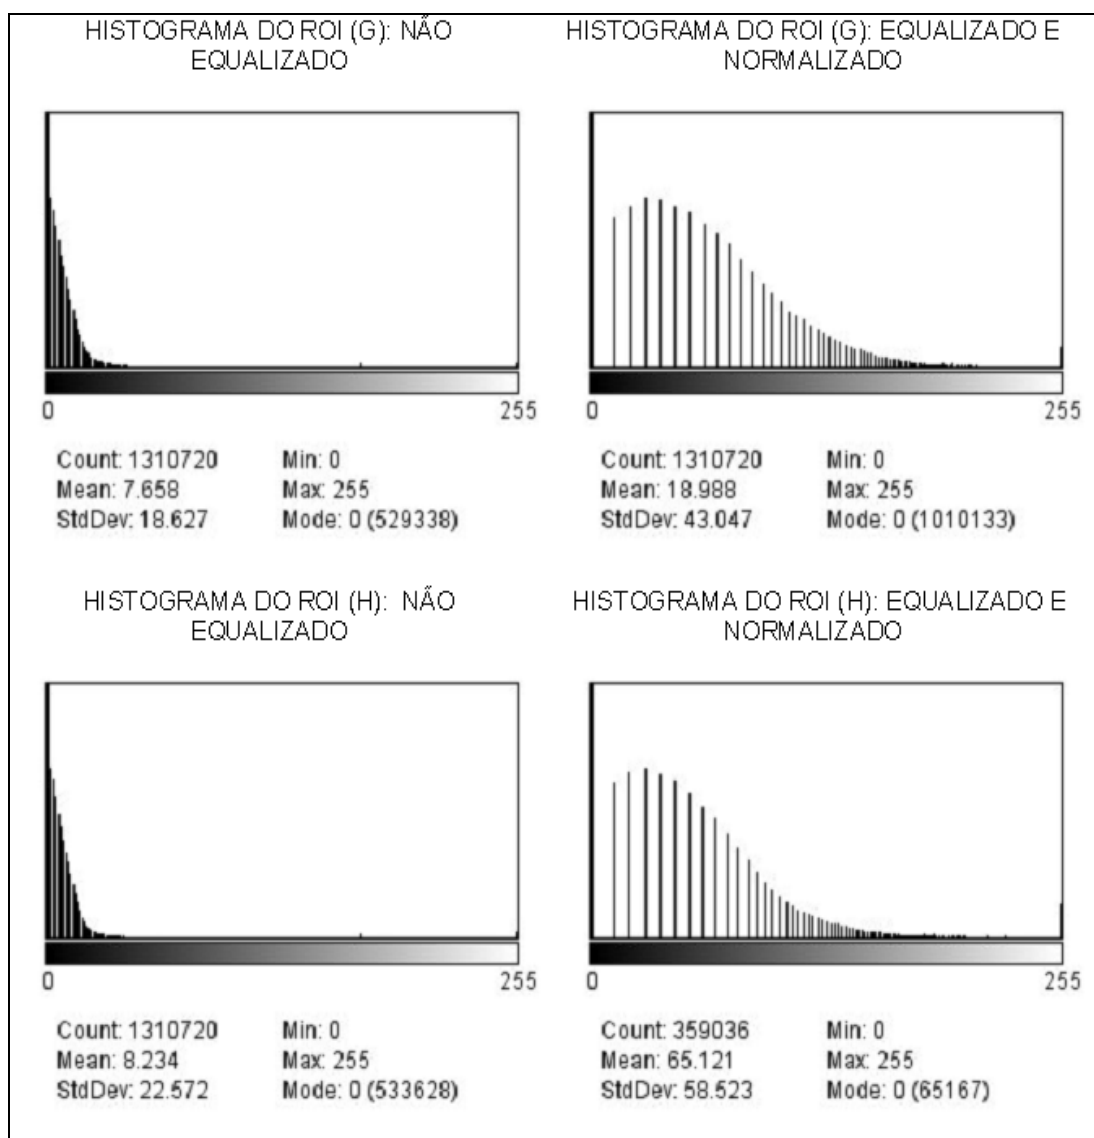 HISTOGRAMA DO ROI (G): NÃO
EQUALIZADO
HISTOGRAMA DO ROI (G): EQUALIZADO E
NORMALIZADO
0
255
0
255
Count: 1310720
Min: 0
Mean: 7.658
Max: 255
StdDev: 18.627
Mode: 0 (529338)
Count: 1310720
Min: 0
Mean: 18.988
Max: 255
StdDev: 43.047
Mode: 0 (1010133)
HISTOGRAMA DO ROI (H): NÃO
EQUALIZADO
HISTOGRAMA DO ROI (H): EQUALIZADO E
NORMALIZADO
0
255
0
255
Count: 1310720
Min: 0
Mean: 8.234
Max: 255
StdDev: 22.572
Mode: 0 (533628)
Count: 359036
Min: 0
Mean: 65.121
Max: 255
StdDev: 58.523
Mode: 0 (65167)